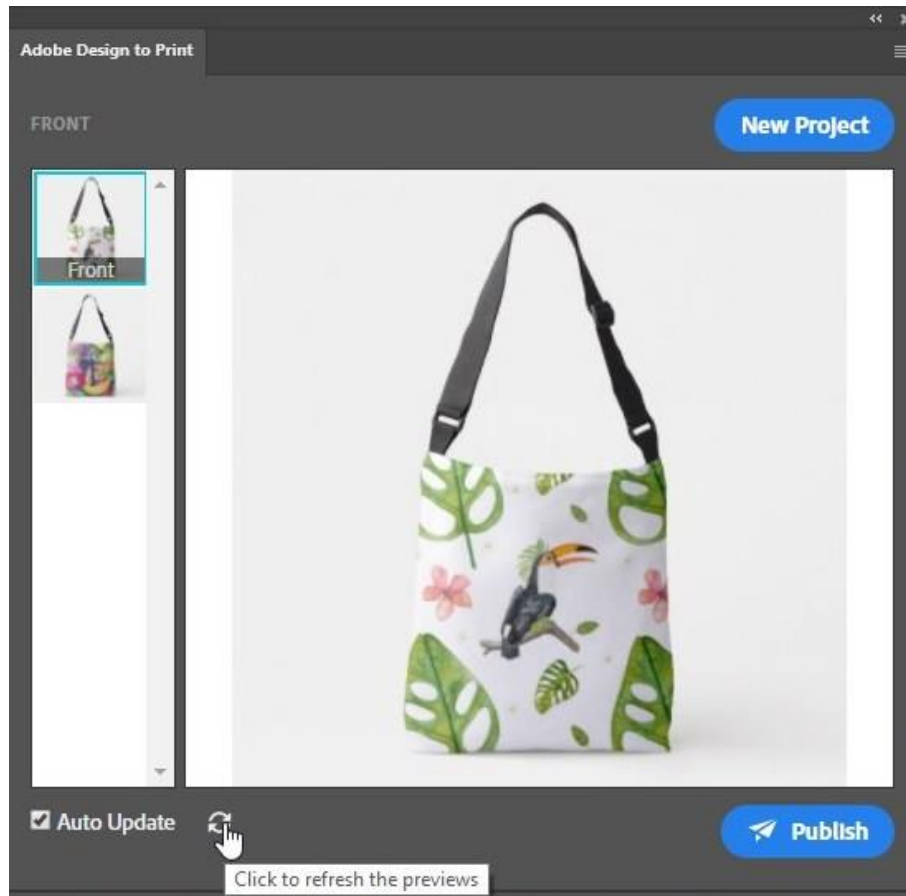 Adobe Design to Print
FRONT
New Project
Front
Auto Update
Publish
Click to refresh the previews